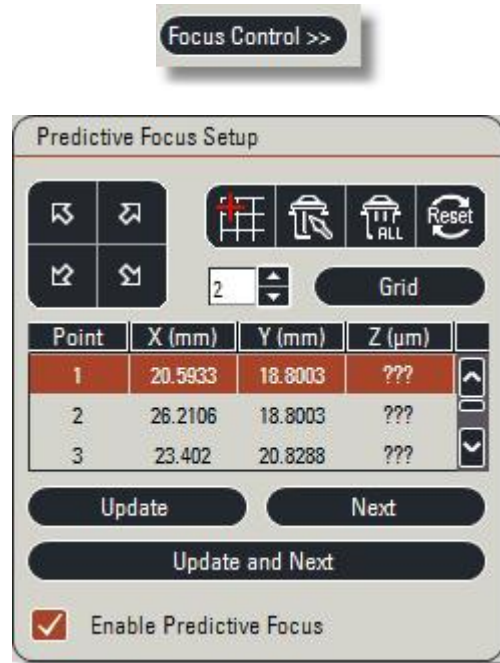 Focus Control >>
Predictive Focus Setup
ALL Reset
2 Grid
Point X (mm) Y (mm) Z (µm)
1 20.5933 18.8003 ???
2 26.2106 18.8003 ???
3 23.402 20.8288 ???
Update Next
Update and Next
Enable Predictive Focus